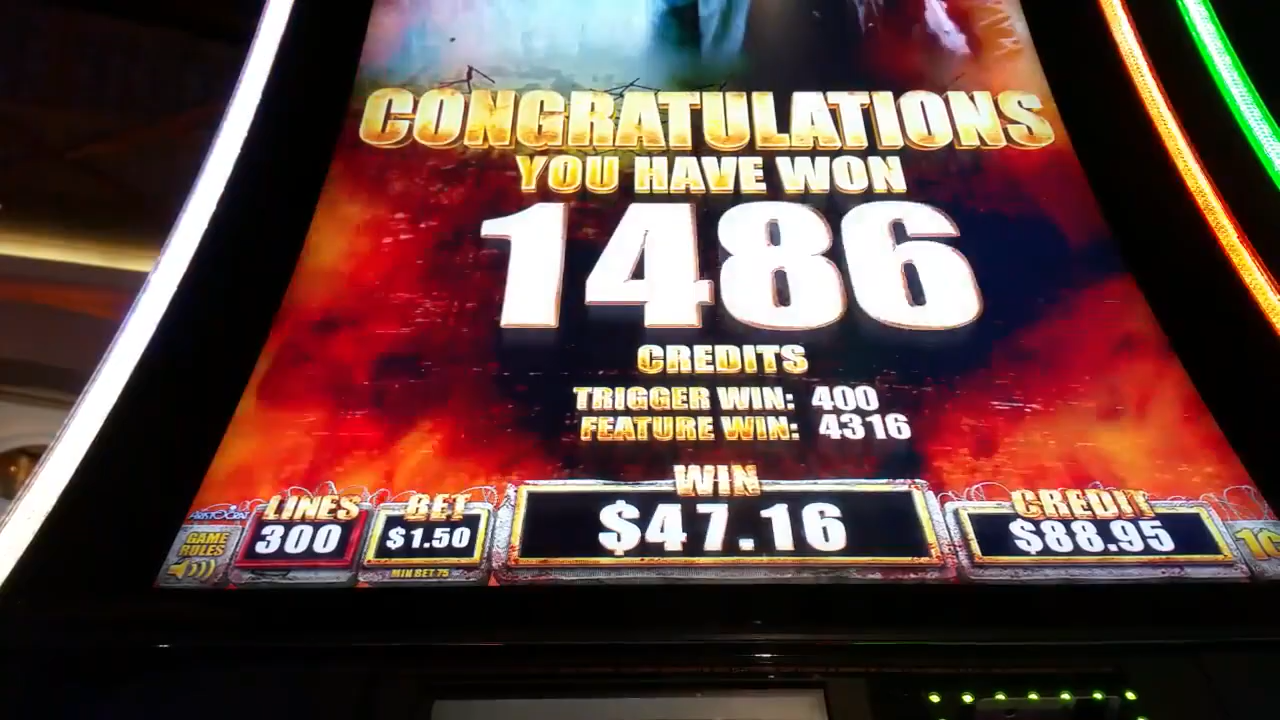 CONGRATULATIONS
YOU HAVE WON
1486
CREDITS
TRIGGER WIN: 400
FEATURE WIN: 4316
WIN
$47.16
LINES
300
BET
$1.50
MIN BET 75
CREDIT
$88.95
ARISTOCRAT
GAME
RULES